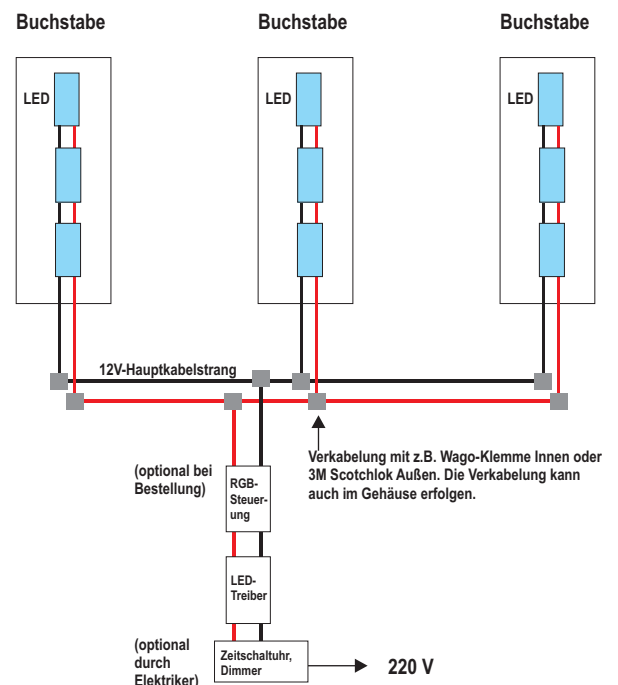 Buchstabe
Buchstabe
Buchstabe
LED
LED
LED
12V-Hauptkabelstrang
Verkabelung mit z.B. Wago-Klemme Innen oder
3M Scotchlok Außen. Die Verkabelung kann
auch im Gehäuse erfolgen.
(optional bei
Bestellung)
RGB-
Steuer-
ung
LED-
Treiber
(optional
durch
Elektriker)
Zeitschaltuhr,
Dimmer
220 V